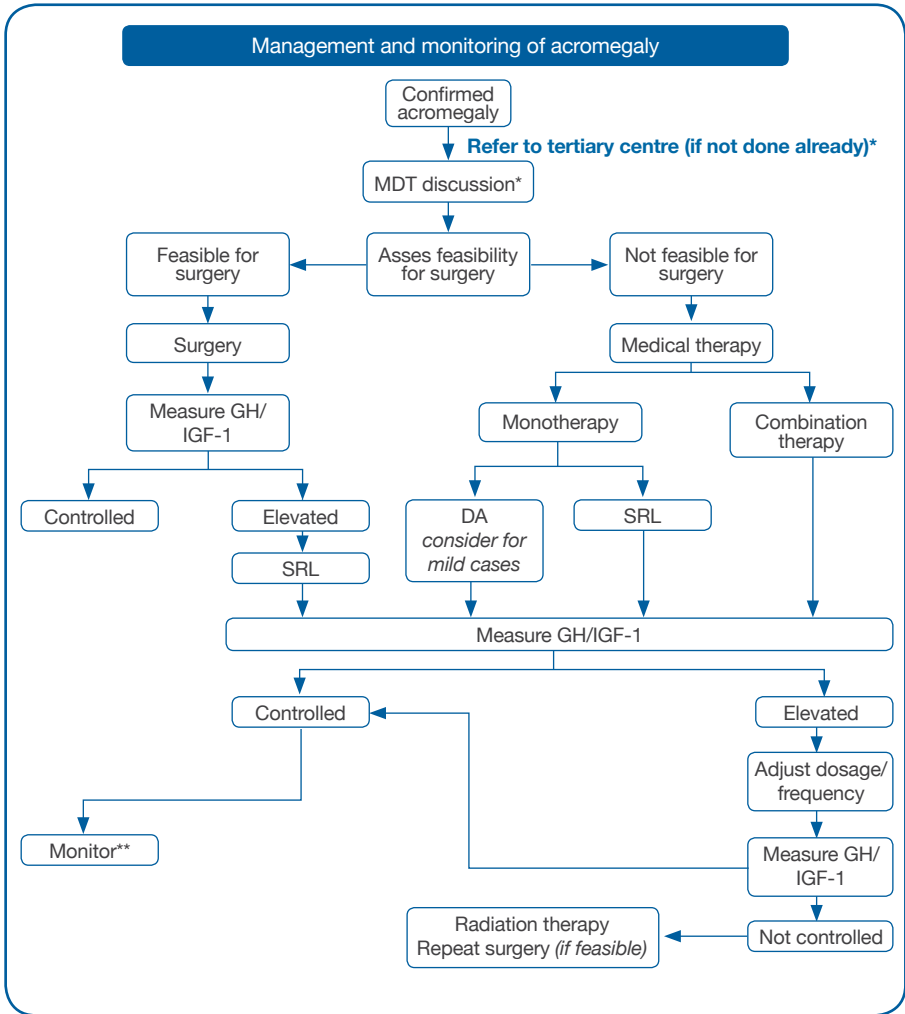 Management and monitoring of acromegaly
Confirmed
acromegaly
Refer to tertiary centre (if not done already)*
MDT discussion*
Feasible for
surgery
Asses feasibility
for surgery
Not feasible for
surgery
Surgery
Medical therapy
Measure GH/
IGF-1
Monotherapy
Combination
therapy
Controlled
Elevated
DA
consider for
mild cases
SRL
SRL
Measure GH/IGF-1
Controlled
Elevated
Adjust dosage/
frequency
Monitor**
Measure GH/
IGF-1
Radiation therapy
Repeat surgery (if feasible)
Not controlled